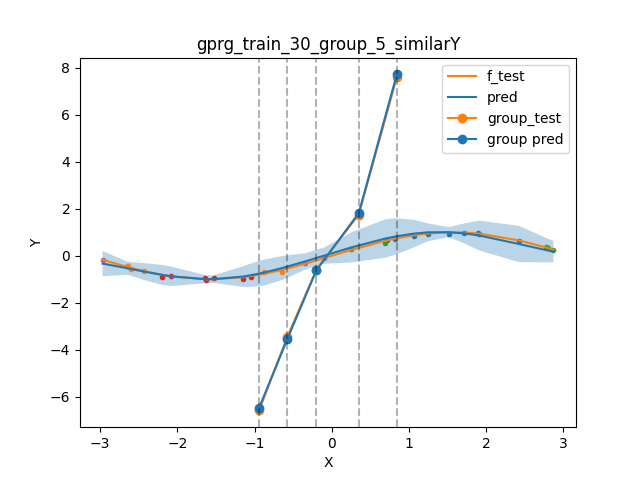 gprg_train_30_group_5_similarY
f_test
pred
group_test
group pred
8
6
4
2
0
−2
−4
−6
Y
−3 −2 −1 0 1 2 3
X